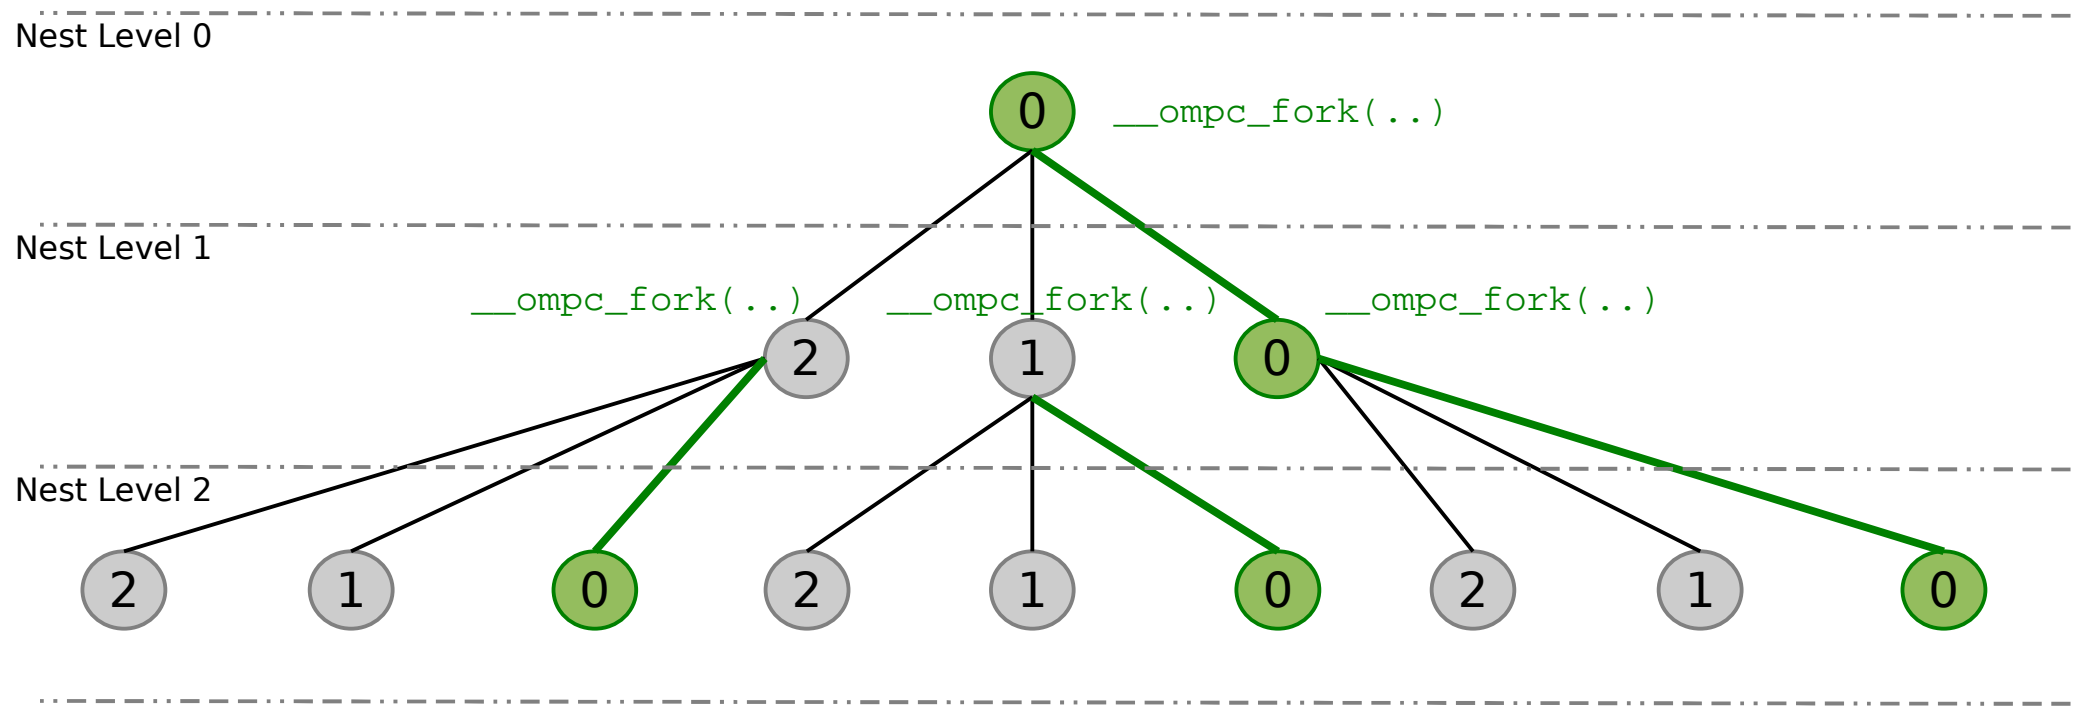 Nest Level 0
0 __ompc_fork(..)
Nest Level 1
__ompc_fork(..) __ompc_fork(..) __ompc_fork(..)
2 1 0
Nest Level 2
2 1 0 2 1 0 2 1 0